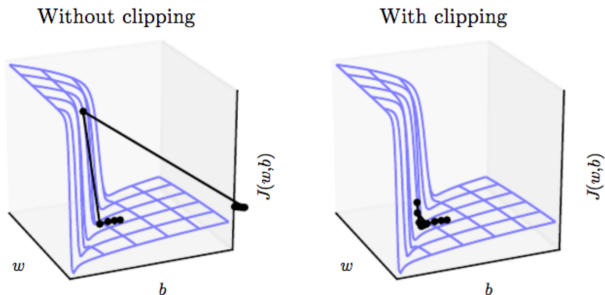 Without clipping
With clipping
J(w,b)
w
b
J(w,b)
w
b